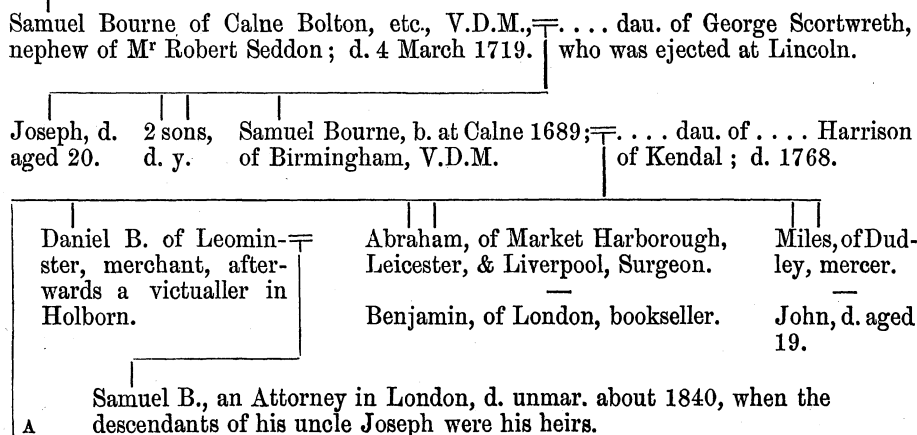 Samuel Bourne of Calne Bolton, etc., V.D.M.,=. . . . dau. of George Scortwreth,
nephew of Mr Robert Seddon ; d. 4 March 1719. who was ejected at Lincoln.
Joseph, d. 2 sons, Samuel Bourne, b. at Calne 1689;=. . . . dau. of . . . . Harrison
aged 20. d. y. of Birmingham, V.D.M. of Kendal ; d. 1768.
Daniel B. of Leomin-= Abraham, of Market Harborough, Miles, of Dud-
ster, merchant, after- Leicester, & Liverpool, Surgeon. ley, mercer.
wards a victualler in
Holborn. Benjamin, of London, bookseller. John, d. aged
19.
Samuel B., an Attorney in London, d. unmar. about 1840, when the
A descendants of his uncle Joseph were his heirs.